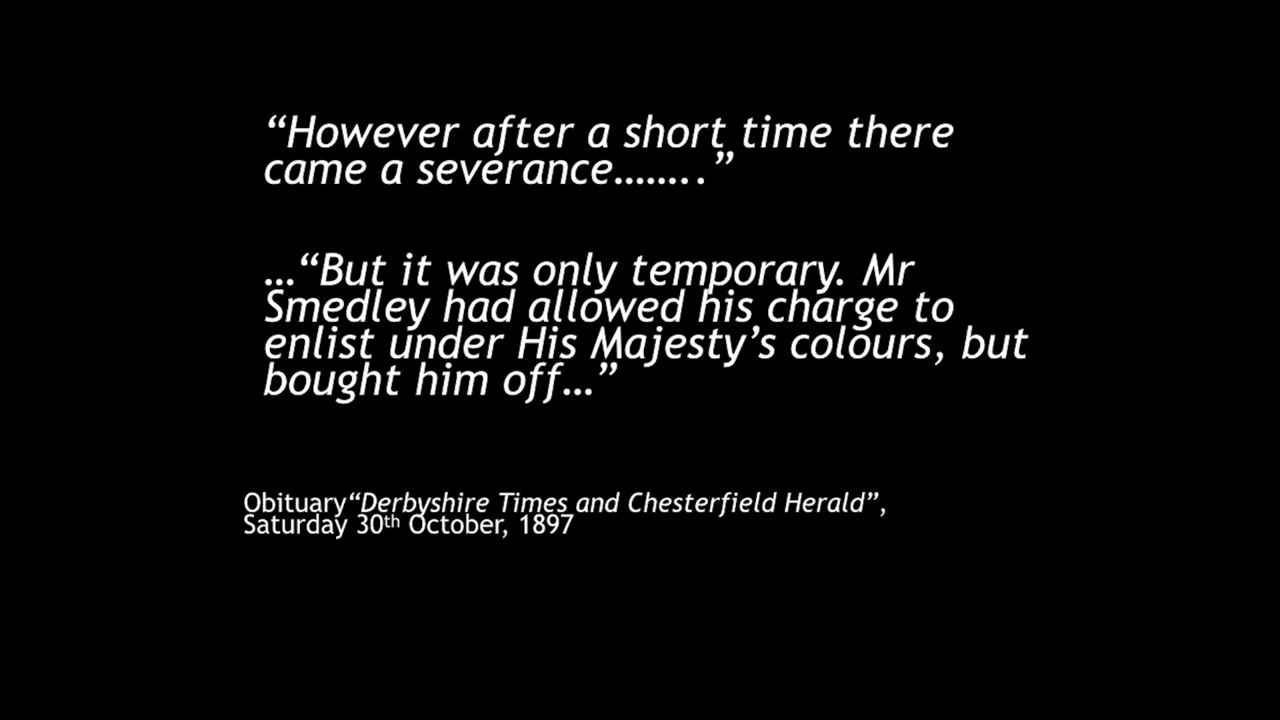 “However after a short time there
came a severance……..”
…“But it was only temporary. Mr
Smedley had allowed his charge to
enlist under His Majesty’s colours, but
bought him off…”
Obituary“Derbyshire Times and Chesterfield Herald”,
Saturday 30th October, 1897